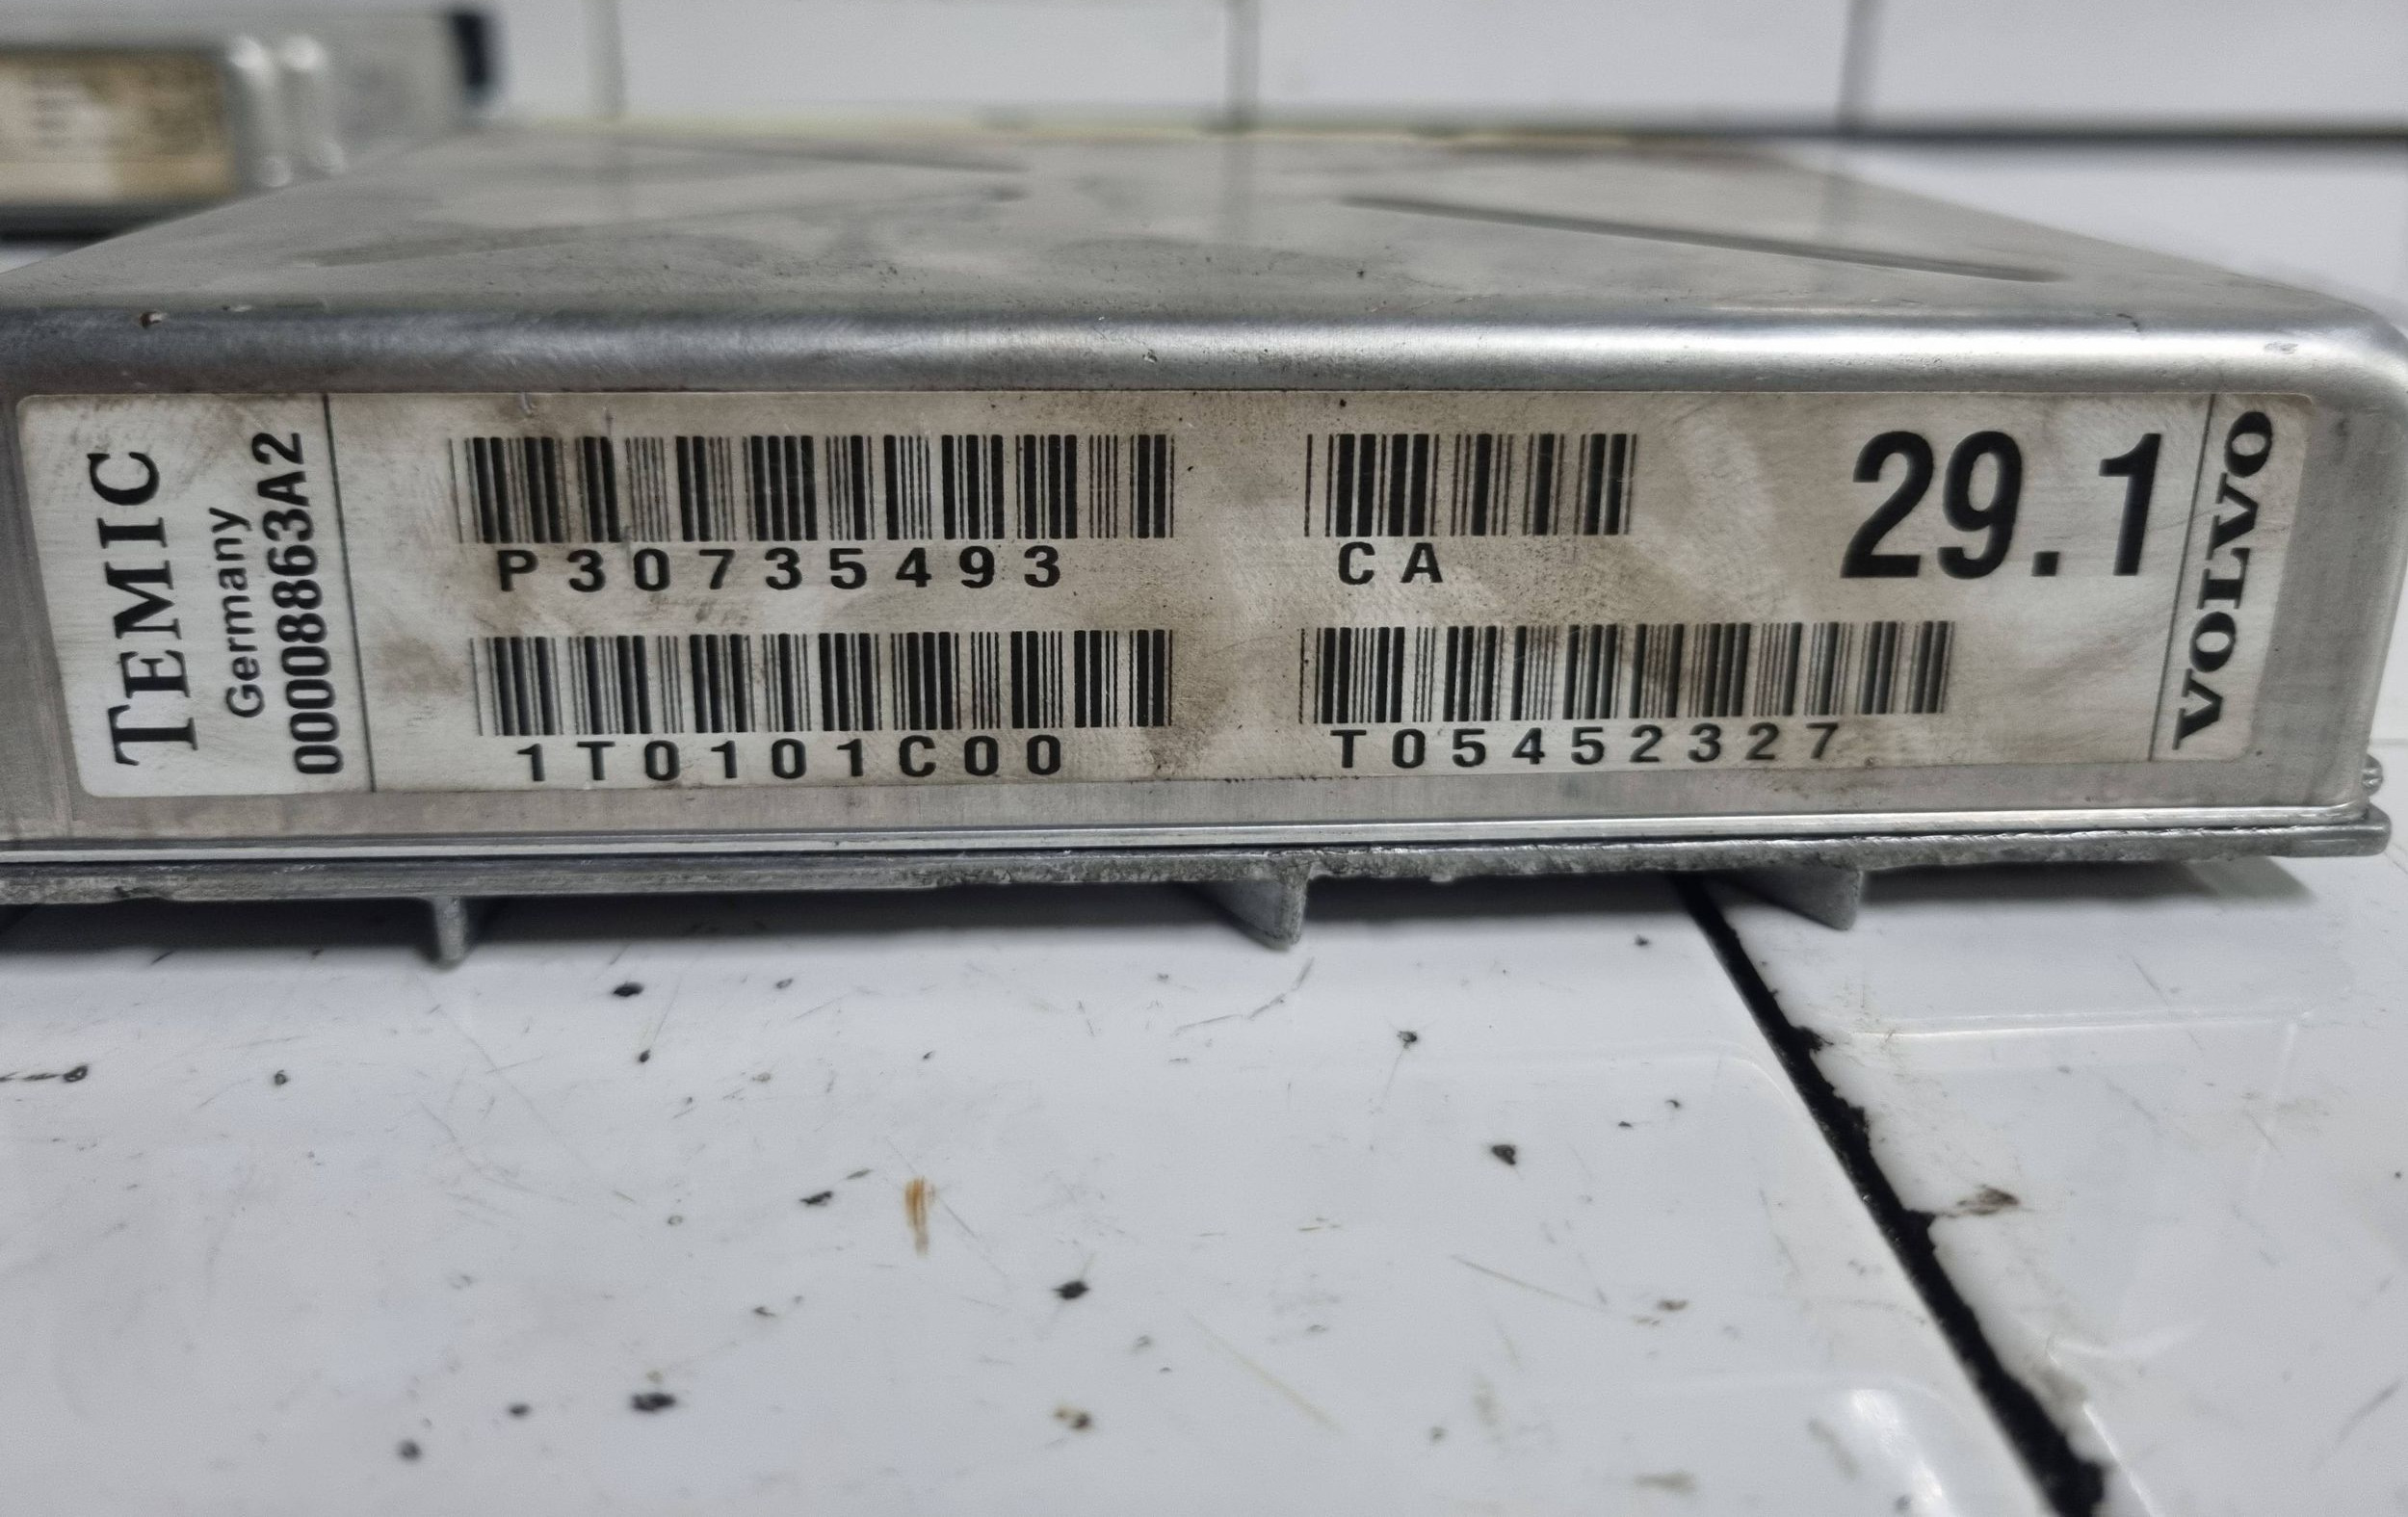 TEMIC
Germany
00008863A2
P30735493
CA
29.1
1T0101C00
T05452327
VOLVO